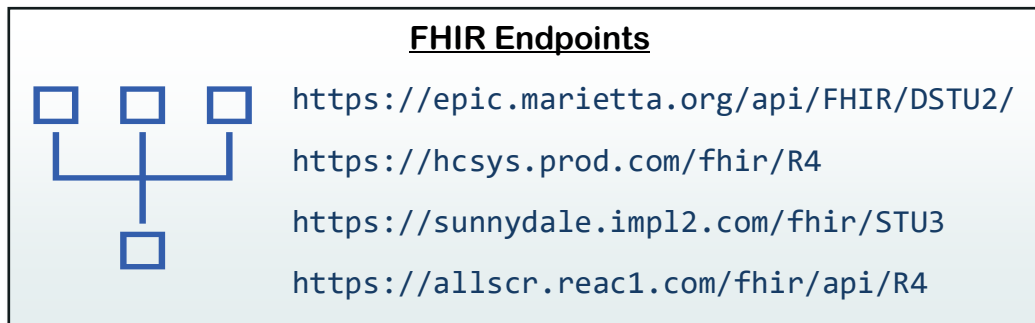 FHIR Endpoints
https://epic.marietta.org/api/FHIR/DSTU2/
https://hcsys.prod.com/fhir/R4
https://sunnydale.impl2.com/fhir/STU3
https://allscr.reac1.com/fhir/api/R4